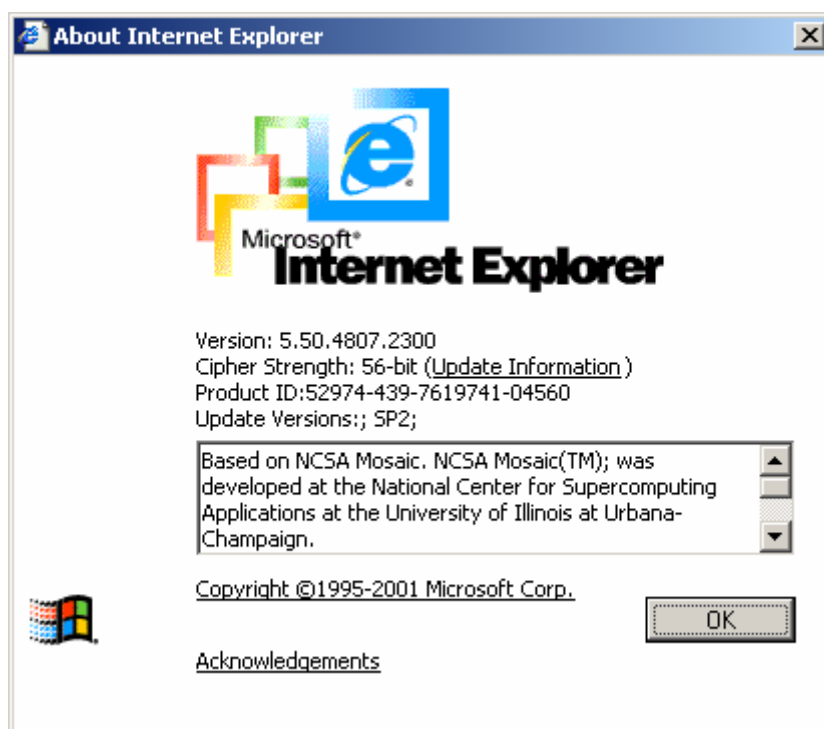 About Internet Explorer
Microsoft®
Internet Explorer
Version: 5.50.4807.2300
Cipher Strength: 56-bit (Update Information )
Product ID:52974-439-7619741-04560
Update Versions:; SP2;
Based on NCSA Mosaic. NCSA Mosaic(TM); was
developed at the National Center for Supercomputing
Applications at the University of Illinois at Urbana-
Champaign.
Copyright ©1995-2001 Microsoft Corp.
OK
Acknowledgements